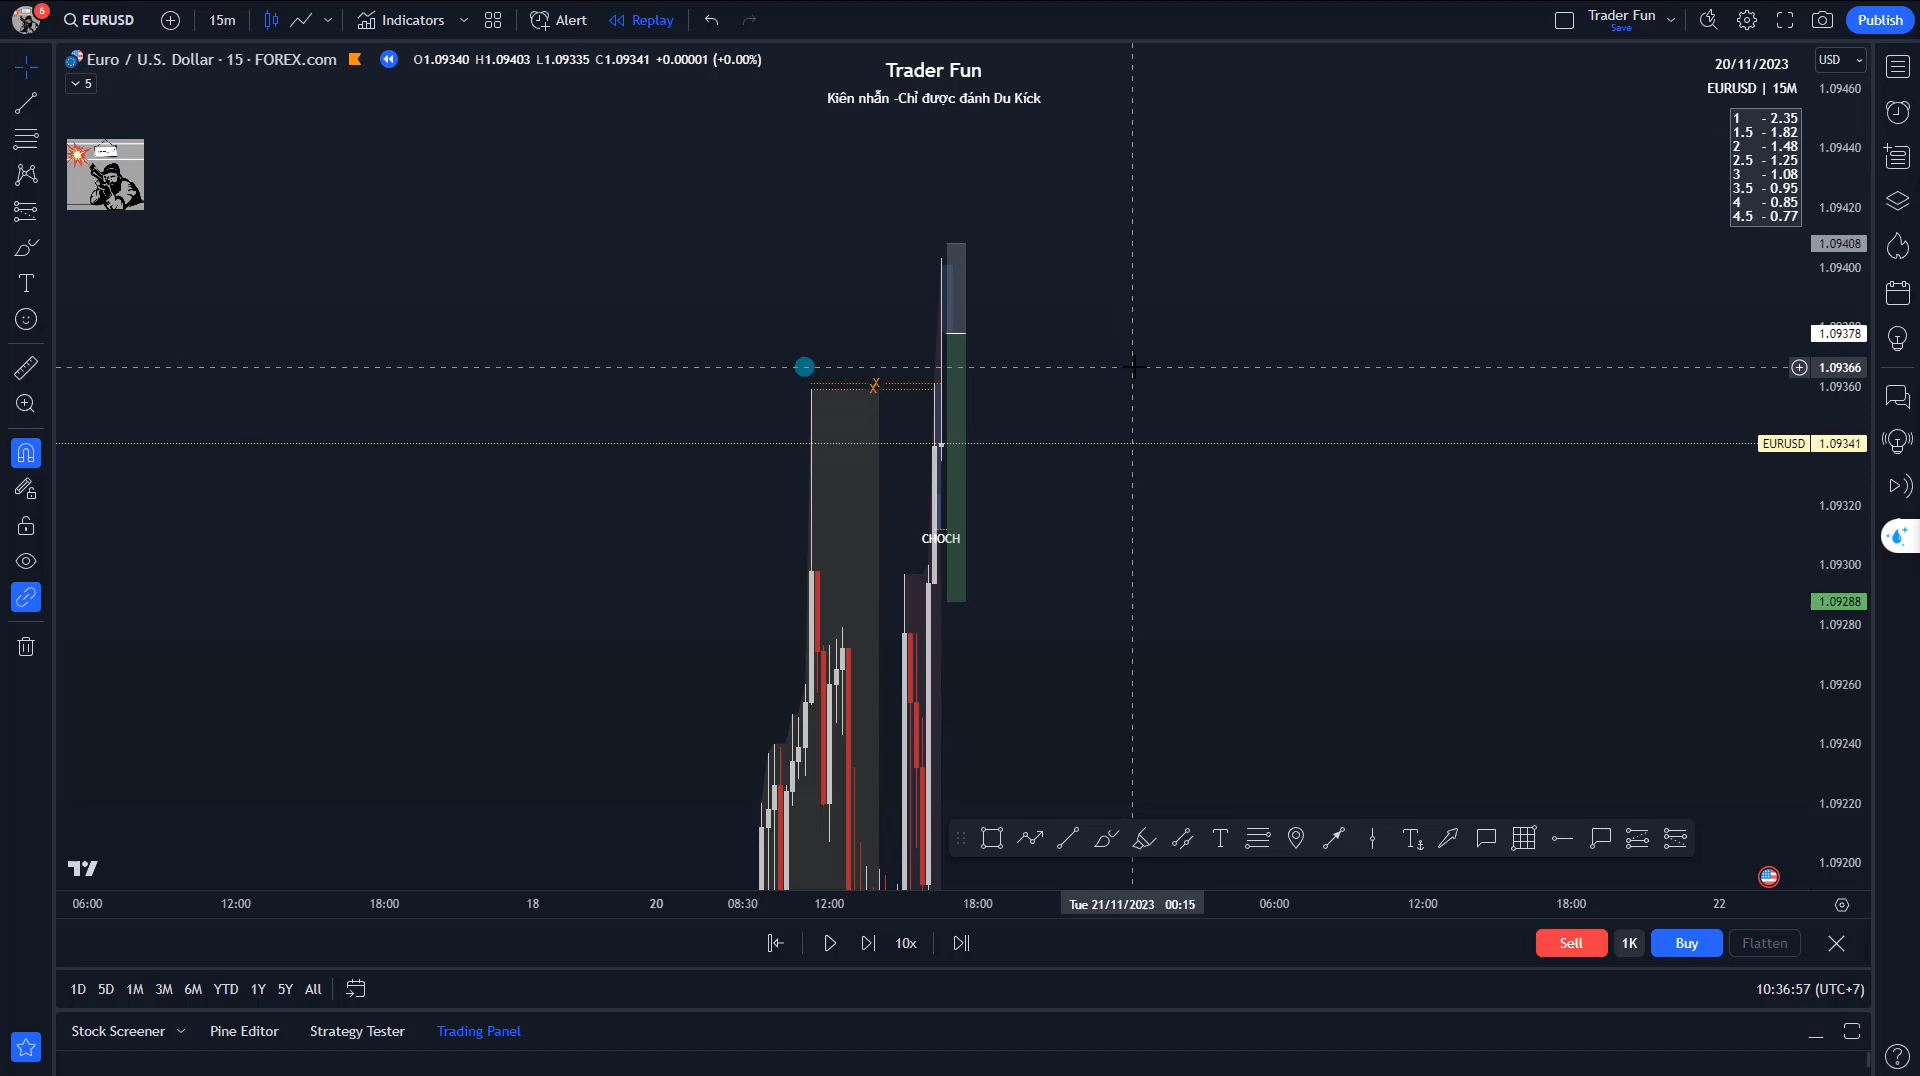 6
EURUSD
15m
Indicators
Alert
Replay
Trader Fun
Save
Publish
Euro / U.S. Dollar · 15 · FOREX.com
O1.09340 H1.09403 L1.09335 C1.09341 +0.00001 (+0.00%)
5
Trader Fun
Kiên nhẫn -Chỉ được đánh Du Kích
20/11/2023
EURUSD | 15M
USD
1 - 2.35
1.5 - 1.82
2 - 1.48
2.5 - 1.25
3 - 1.08
3.5 - 0.95
4 - 0.85
4.5 - 0.77
1.09460
1.09440
1.09420
1.09408
1.09400
1.09378
1.09366
1.09360
EURUSD 1.09341
1.09320
1.09300
1.09288
1.09280
1.09260
1.09240
1.09220
1.09200
X
X
CHOCH
06:00
12:00
18:00
18
20
08:30
12:00
18:00
Tue 21/11/2023 00:15
06:00
12:00
18:00
22
10x
Sell
1K
Buy
Flatten
1D 5D 1M 3M 6M YTD 1Y 5Y All
10:36:57 (UTC+7)
Stock Screener
Pine Editor
Strategy Tester
Trading Panel